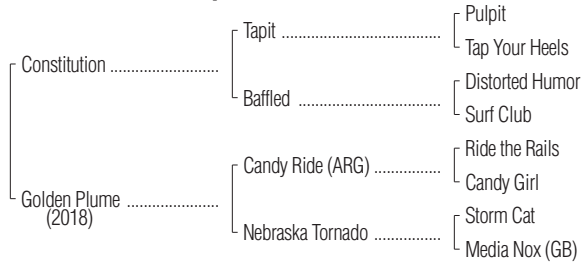 Pulpit
Tapit ........................
Tap Your Heels
Constitution .........................
Distorted Humor
Baffled .....................
Surf Club
Ride the Rails
Candy Ride (ARG) ................
Candy Girl
Golden Plume .....................
(2018)
Storm Cat
Nebraska Tornado ................
Media Nox (GB)